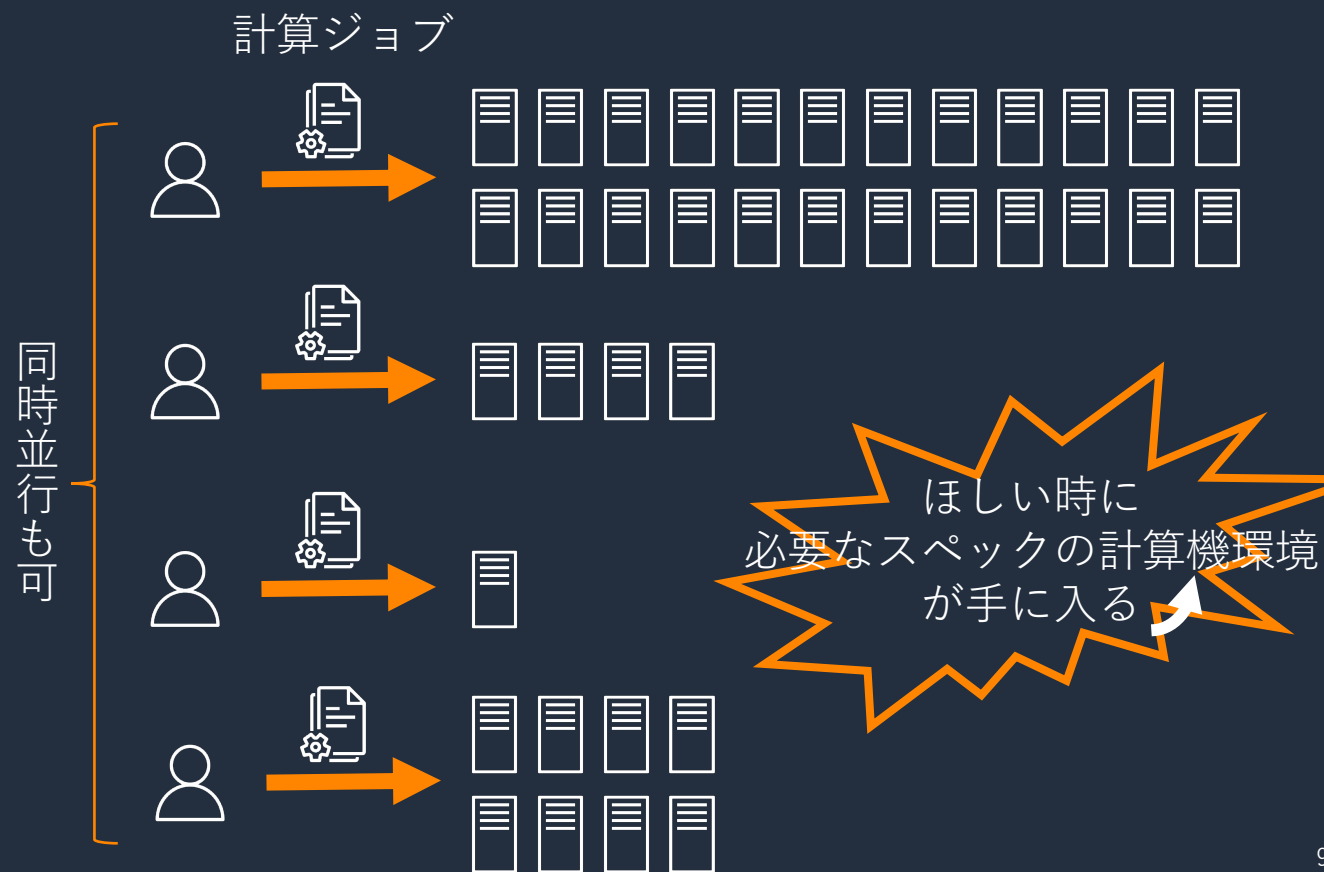 計算ジョブ
同時並行も可
ほしい時に
必要なスペックの計算機環境
が手に入る
9